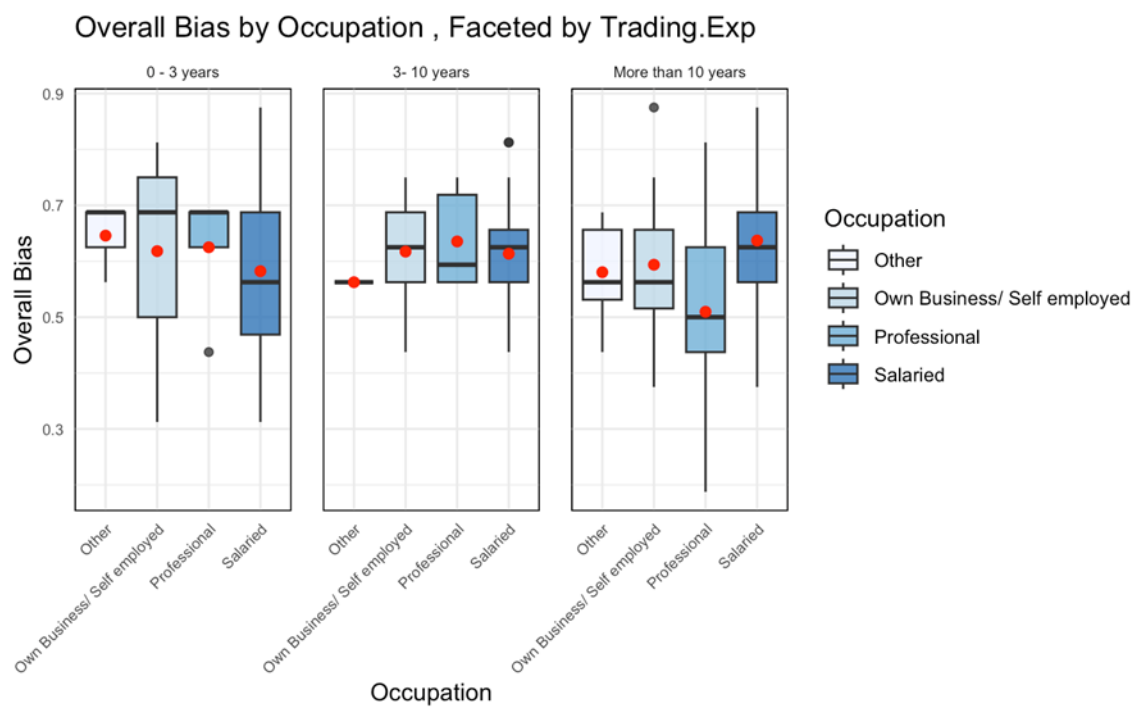 Overall Bias by Occupation , Faceted by Trading.Exp
0 - 3 years
3- 10 years
More than 10 years
Overall Bias
0.9
0.7
0.5
0.3
Other
Own Business/ Self employed
Professional
Salaried
Other
Own Business/ Self employed
Professional
Salaried
Other
Own Business/ Self employed
Professional
Salaried
Occupation
Occupation
Other
Own Business/ Self employed
Professional
Salaried